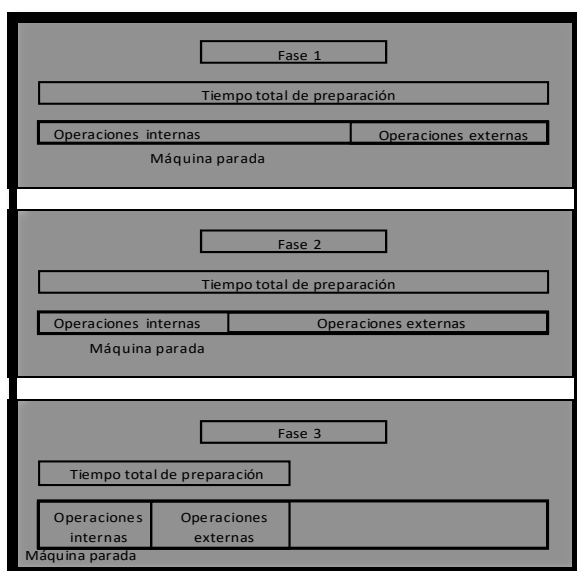 Fase 1
Tiempo total de preparación
Operaciones internas Operaciones externas
Máquina parada
Fase 2
Tiempo total de preparación
Operaciones internas Operaciones externas
Máquina parada
Fase 3
Tiempo total de preparación
Operaciones internas
Operaciones externas
Máquina parada